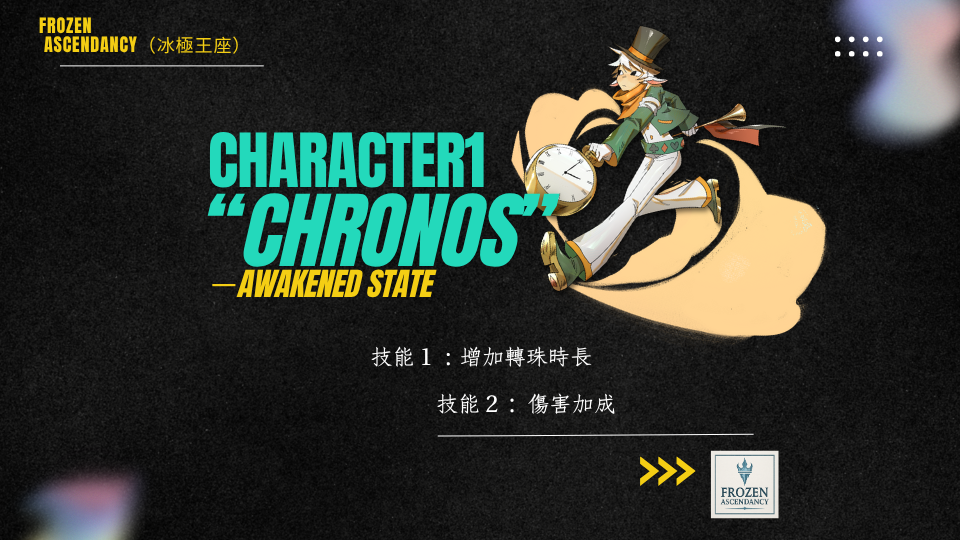 FROZEN
ASCENDANCY（冰極王座）
CHARACTER1
“CHRONOS”
—AWAKENED STATE
技能 1 ：增加轉珠時長
技能 2 ： 傷害加成
FROZEN
ASCENDANCY